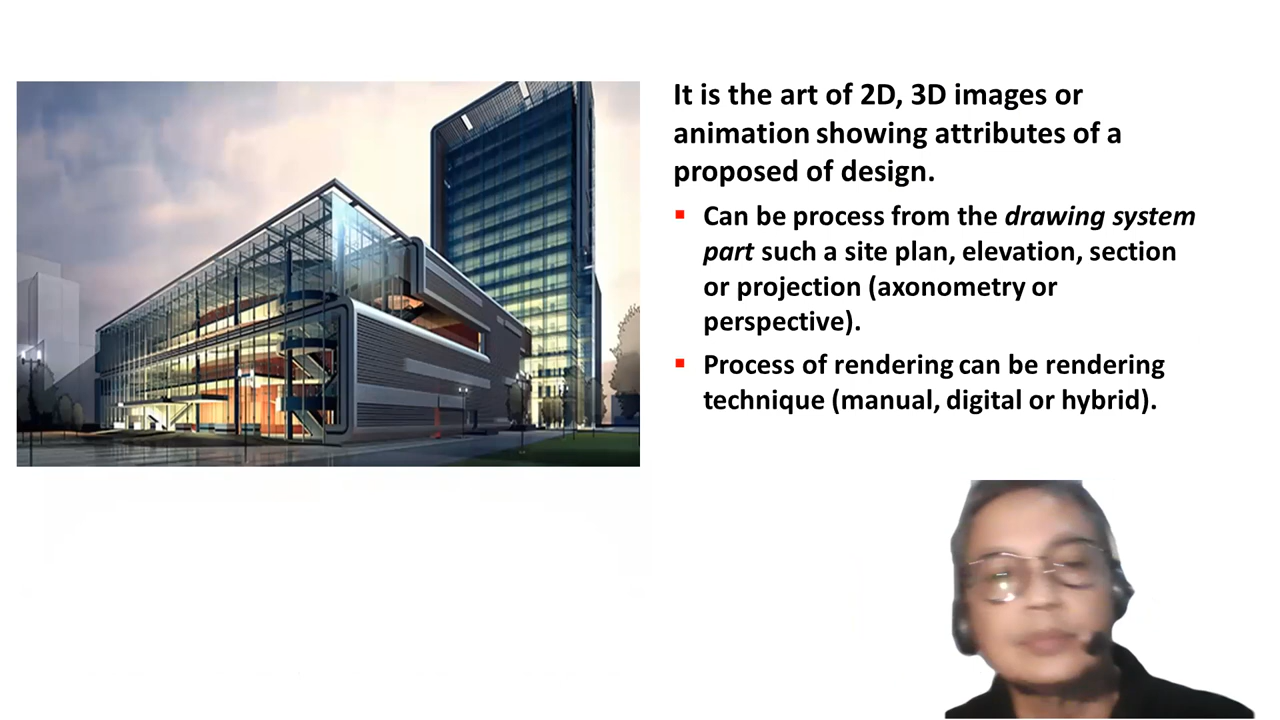 It is the art of 2D, 3D images or
animation showing attributes of a
proposed of design.
Can be process from the drawing system
part such a site plan, elevation, section
or projection (axonometry or
perspective).
Process of rendering can be rendering
technique (manual, digital or hybrid).